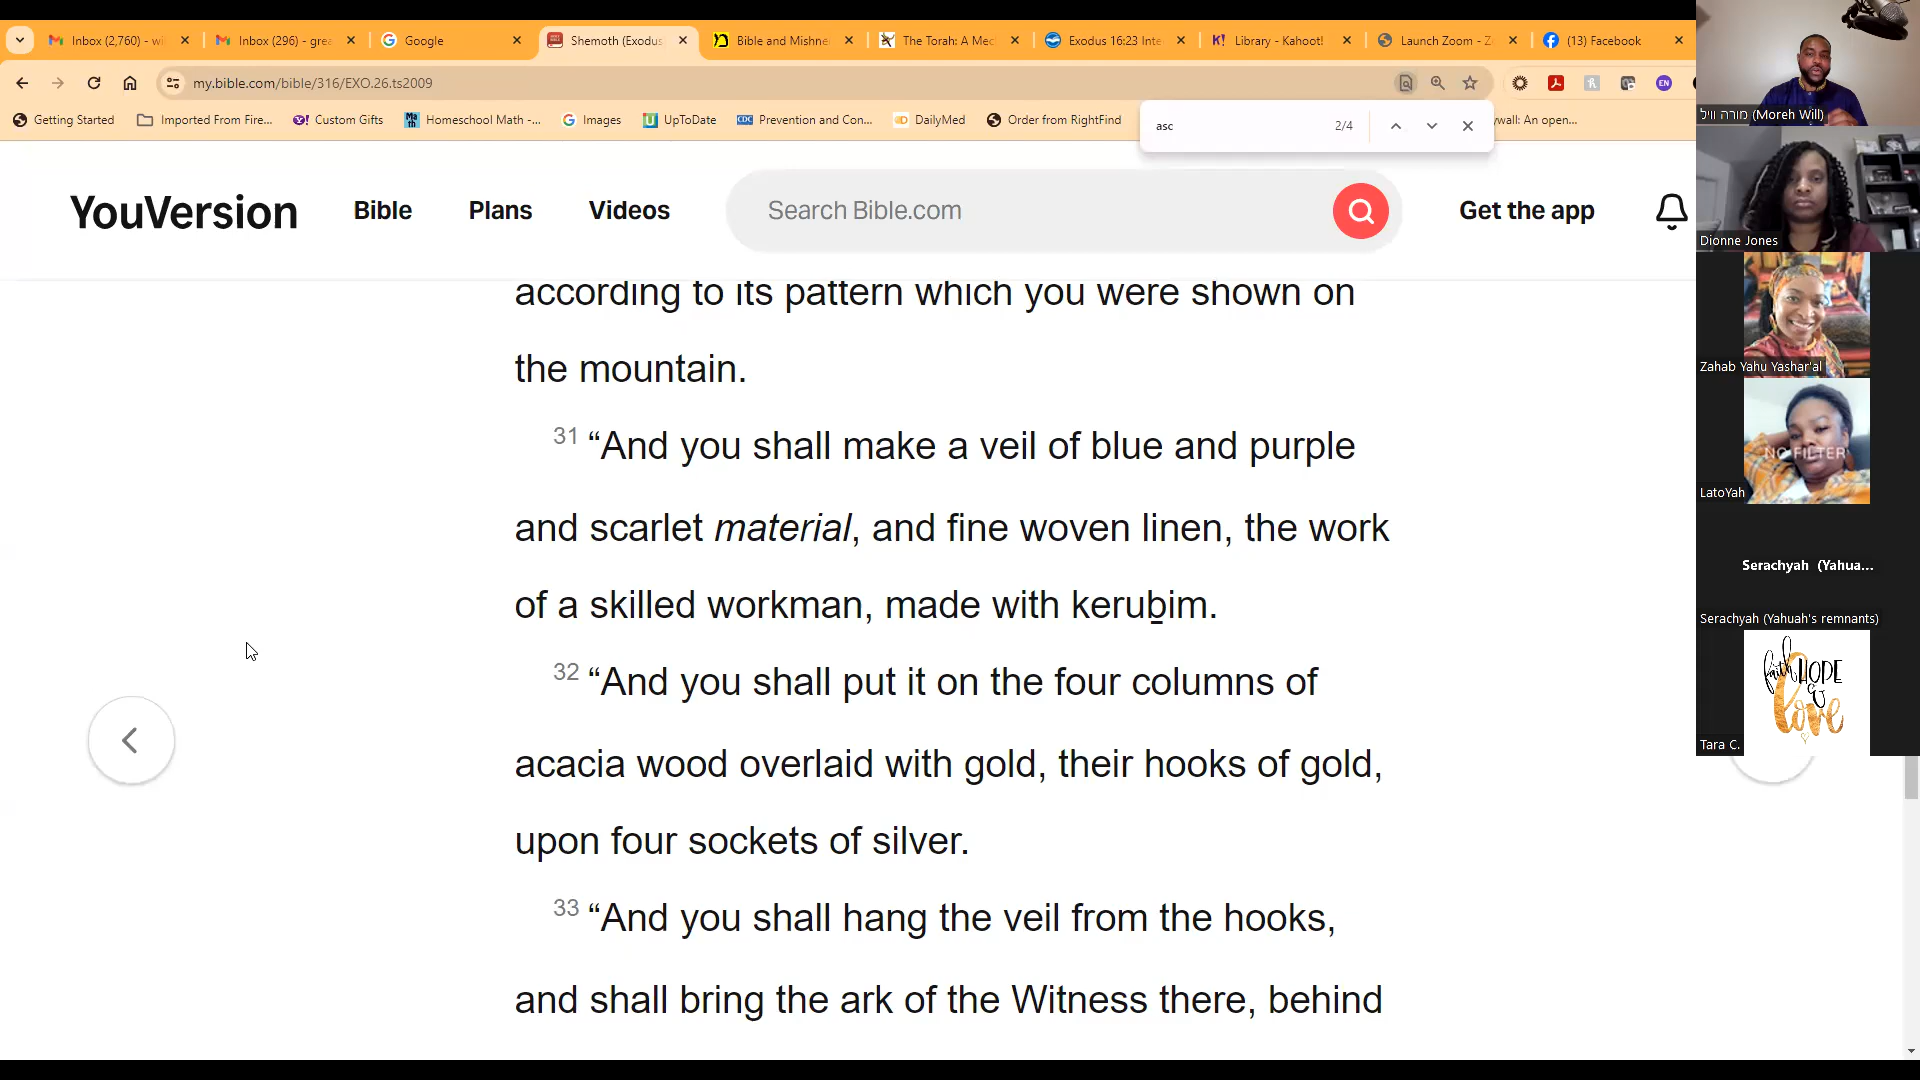 Inbox (2,760) - wi
Inbox (296) - grea
Google
Shemoth (Exodus
Bible and Mishne
The Torah: A Mec
Exodus 16:23 Inte
Library - Kahoot!
Launch Zoom - Z
(13) Facebook
my.bible.com/bible/316/EXO.26.ts2009
EN
Getting Started
Imported From Fire...
Custom Gifts
Homeschool Math -...
Images
UpToDate
CDC
Prevention and Con...
DailyMed
Order from RightFind
ywall: An open...
asc
2/4
YouVersion
Bible
Plans
Videos
Search Bible.com
Get the app
according to its pattern which you were shown on
the mountain.
31 “And you shall make a veil of blue and purple
and scarlet material, and fine woven linen, the work
of a skilled workman, made with keruḇim.
32 “And you shall put it on the four columns of
acacia wood overlaid with gold, their hooks of gold,
upon four sockets of silver.
33 “And you shall hang the veil from the hooks,
and shall bring the ark of the Witness there, behind
מורה וויל (Moreh Will)
Dionne Jones
Zahab Yahu Yashar'al
NO FILTER
LatoYah
Serachyah (Yahua...
Serachyah (Yahuah's remnants)
faith HOPE
&
love
Tara C.